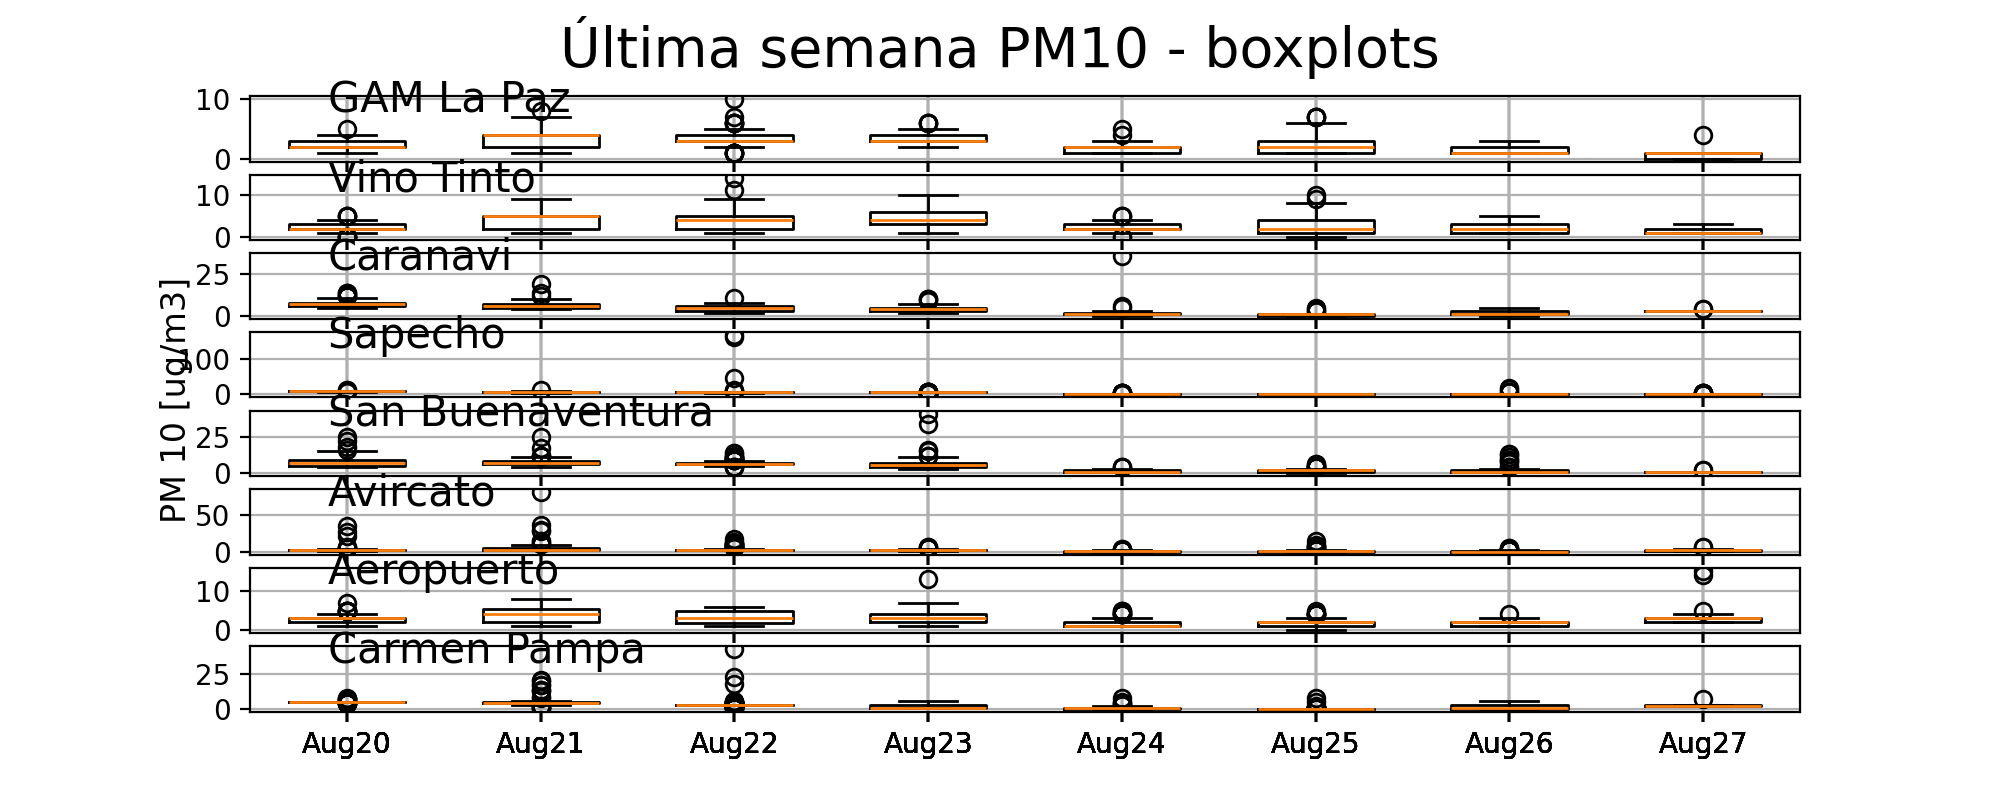 Última semana PM10 - boxplots
PM 10 [ug/m3]
GAM La Paz
10
0
Vino Tinto
10
0
Caranavi
25
0
Sapecho
100
0
San Buenaventura
25
0
Avircato
50
0
Aeropuerto
10
0
Carmen Pampa
25
0
Aug20 Aug21 Aug22 Aug23 Aug24 Aug25 Aug26 Aug27